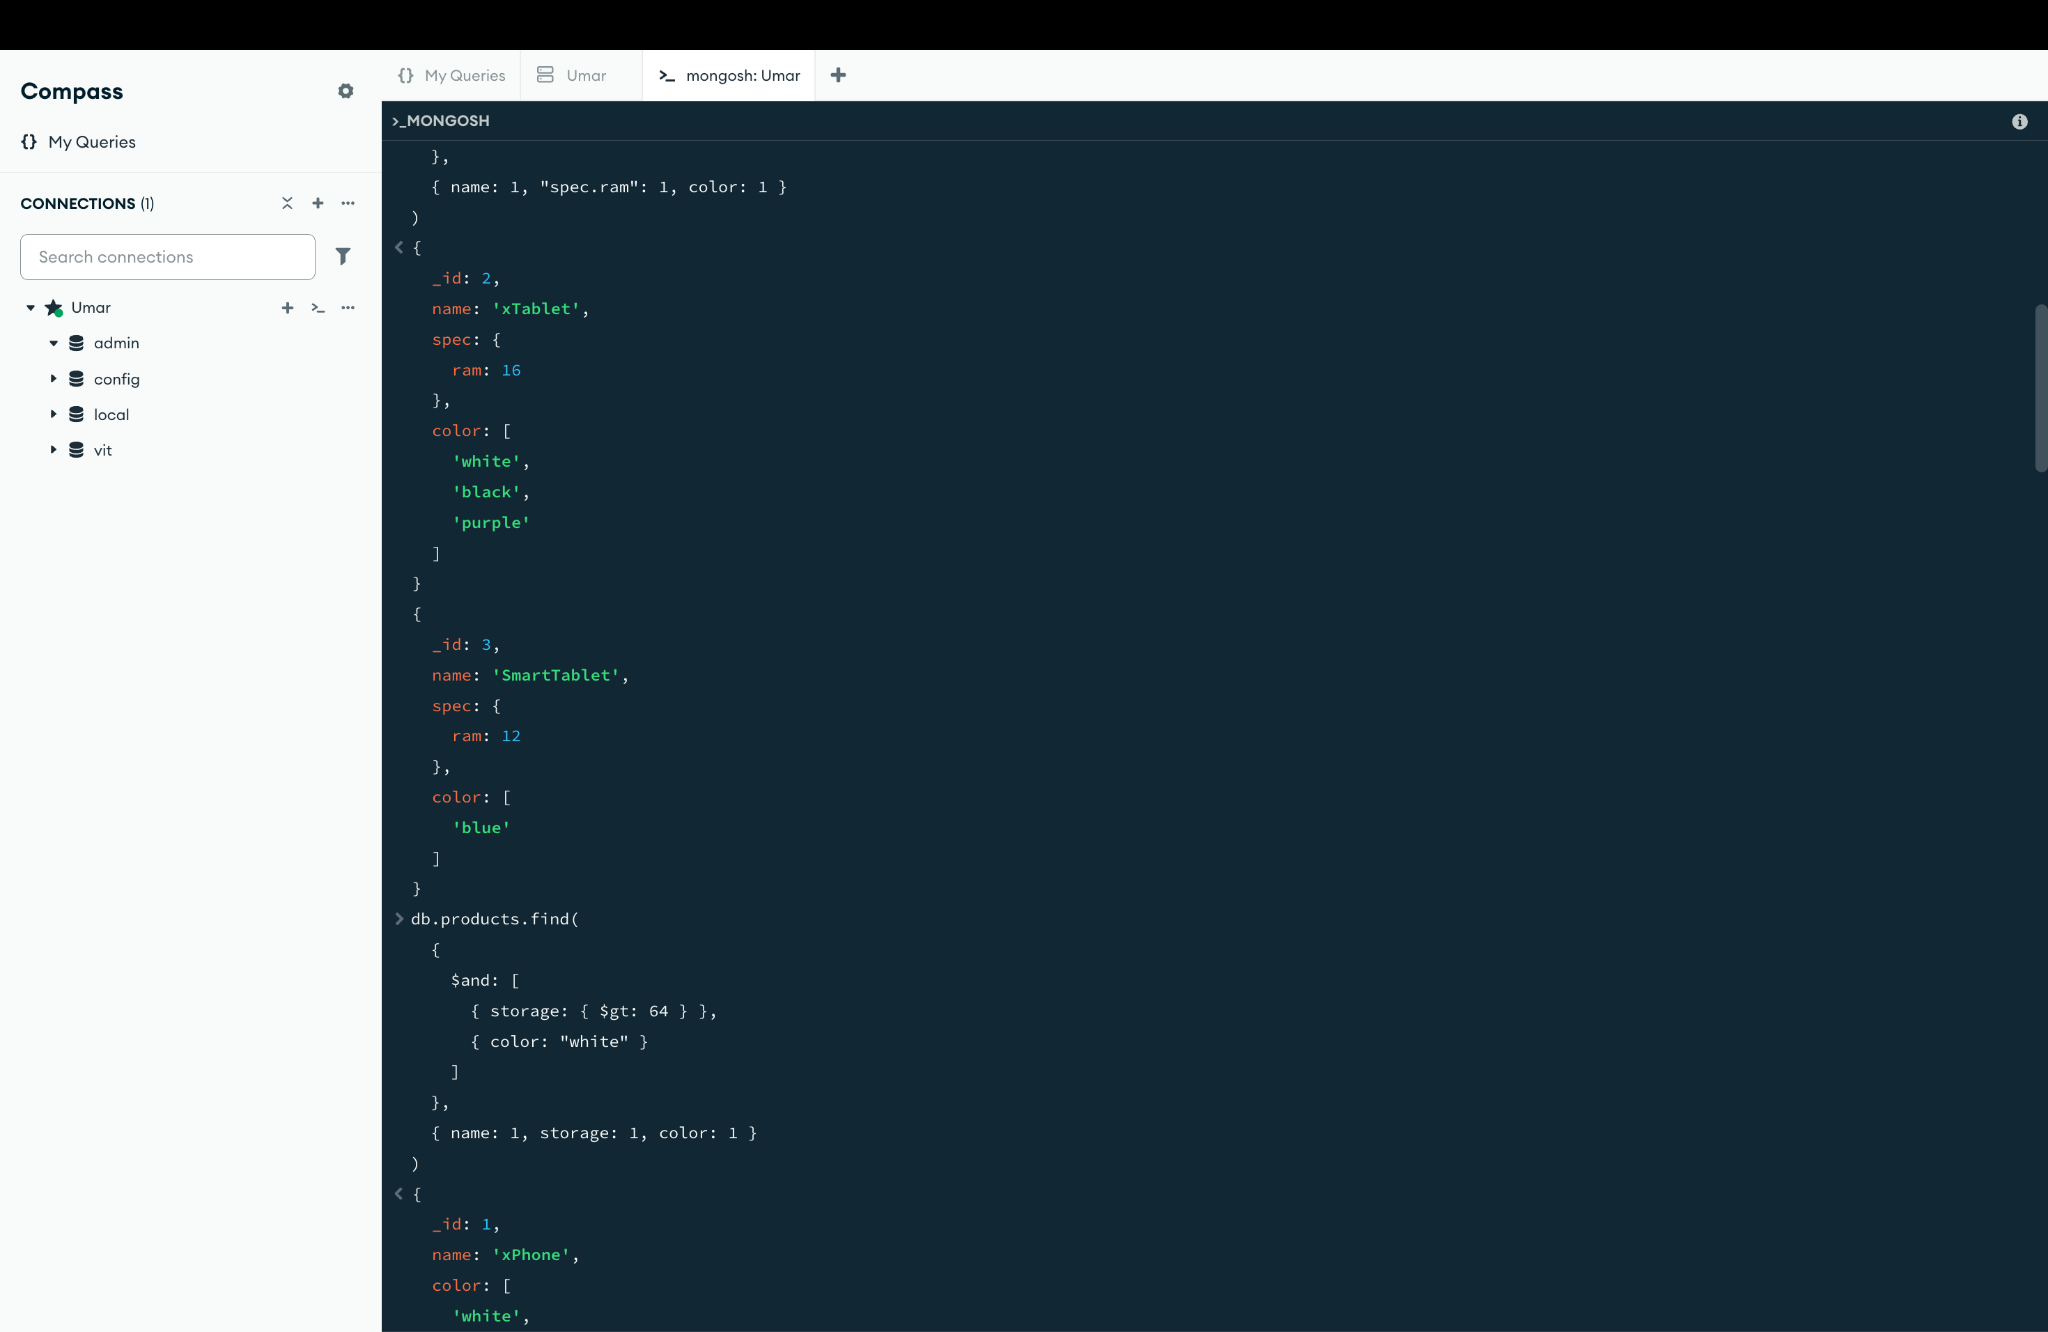 Compass
My Queries
CONNECTIONS (1)
Search connections
Umar
admin
config
local
vit
{} My Queries
Umar
>_ mongosh: Umar
>_MONGOSH
},
{ name: 1, "spec.ram": 1, color: 1 }
)
< {
_id: 2,
name: 'xTablet',
spec: {
ram: 16
},
color: [
'white',
'black',
'purple'
]
}
{
_id: 3,
name: 'SmartTablet',
spec: {
ram: 12
},
color: [
'blue'
]
}
> db.products.find(
{
$and: [
{ storage: { $gt: 64 } },
{ color: "white" }
]
},
{ name: 1, storage: 1, color: 1 }
)
< {
_id: 1,
name: 'xPhone',
color: [
'white',